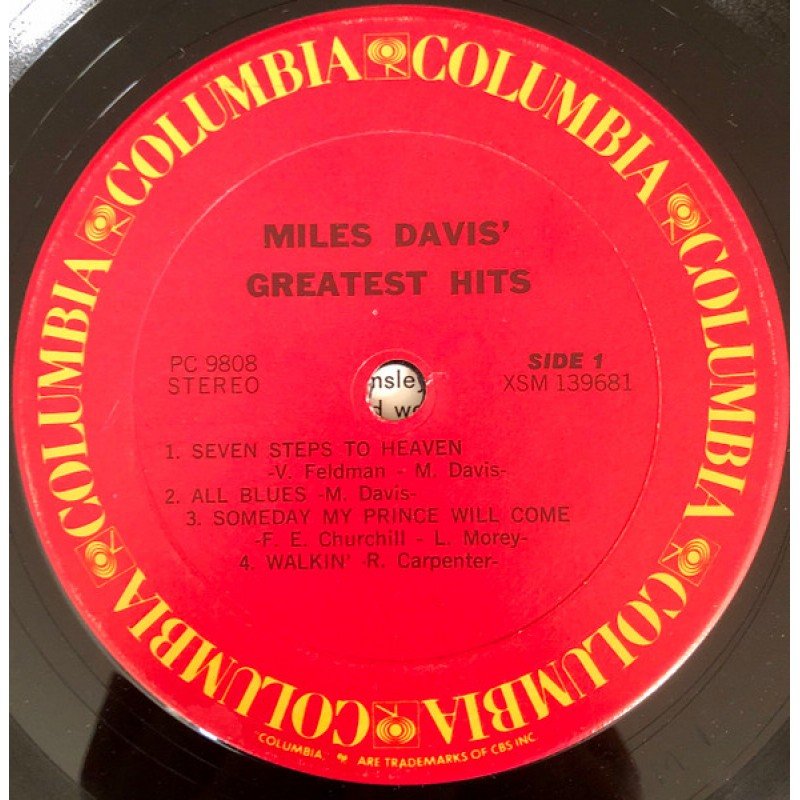 COLUMBIA COLUMBIA COLUMBIA COLUMBIA COLUMBIA COLUMBIA COLUMBIA
MILES DAVIS'
GREATEST HITS
PC 9808
STEREO
SIDE 1
XSM 139681
nsley
d we
1. SEVEN STEPS TO HEAVEN
-V. Feldman - M. Davis-
2. ALL BLUES -M. Davis-
3. SOMEDAY MY PRINCE WILL COME
-F. E. Churchill - L. Morey-
4. WALKIN' -R. Carpenter-
"COLUMBIA, ARE TRADEMARKS OF CBS INC.